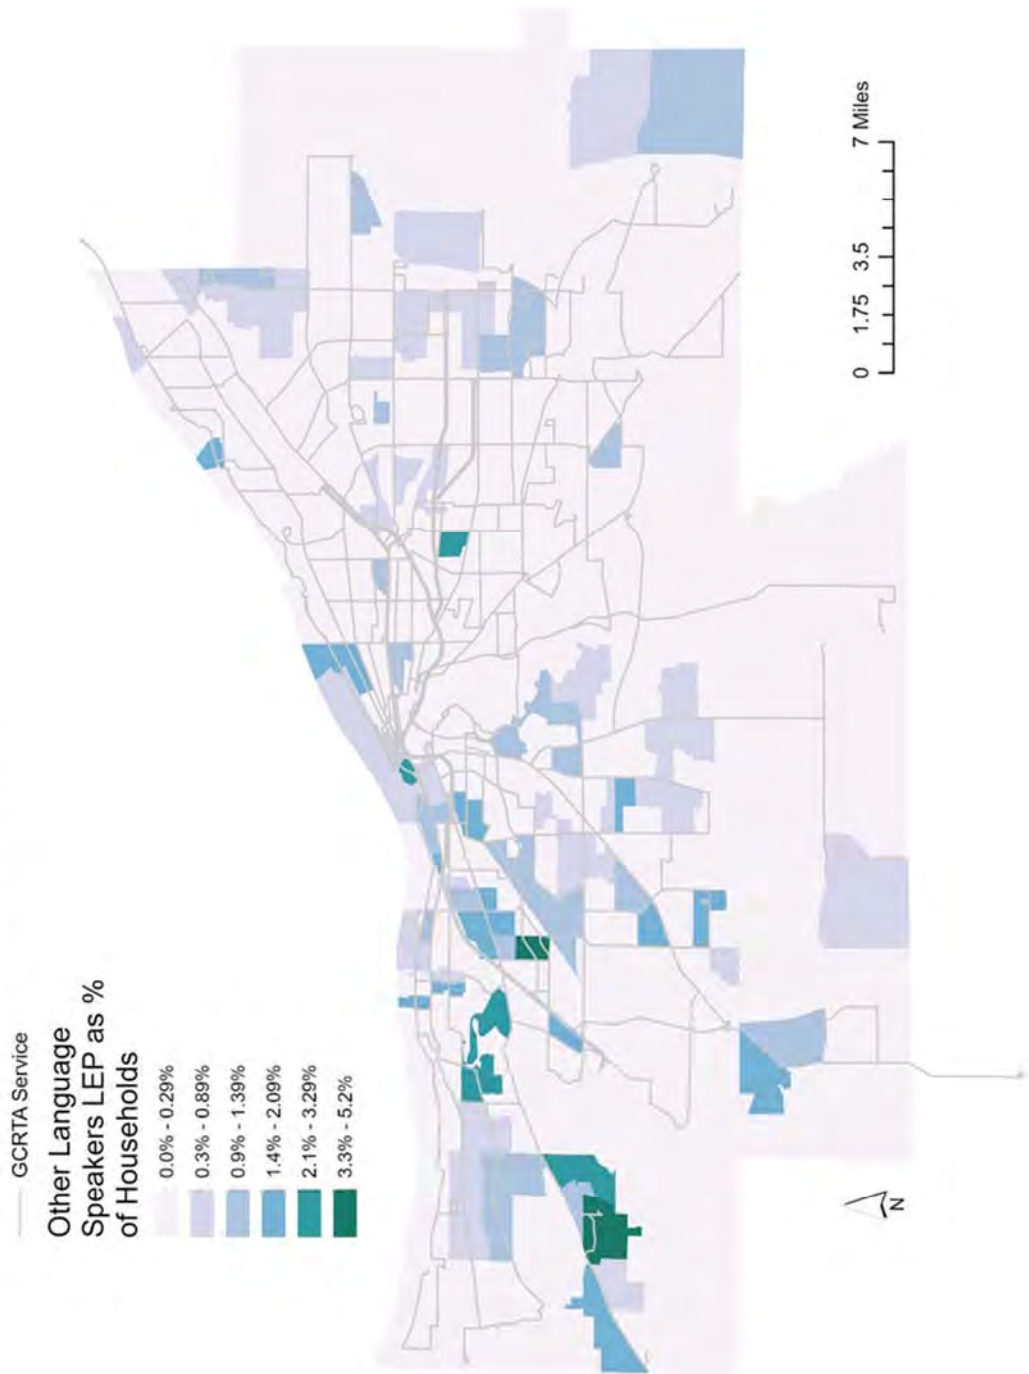 GCRTA Service
Other Language
Speakers LEP as %
of Households
0.0% - 0.29%
0.3% - 0.89%
0.9% - 1.39%
1.4% - 2.09%
2.1% - 3.29%
3.3% - 5.2%
N
0 1.75 3.5 7 Miles